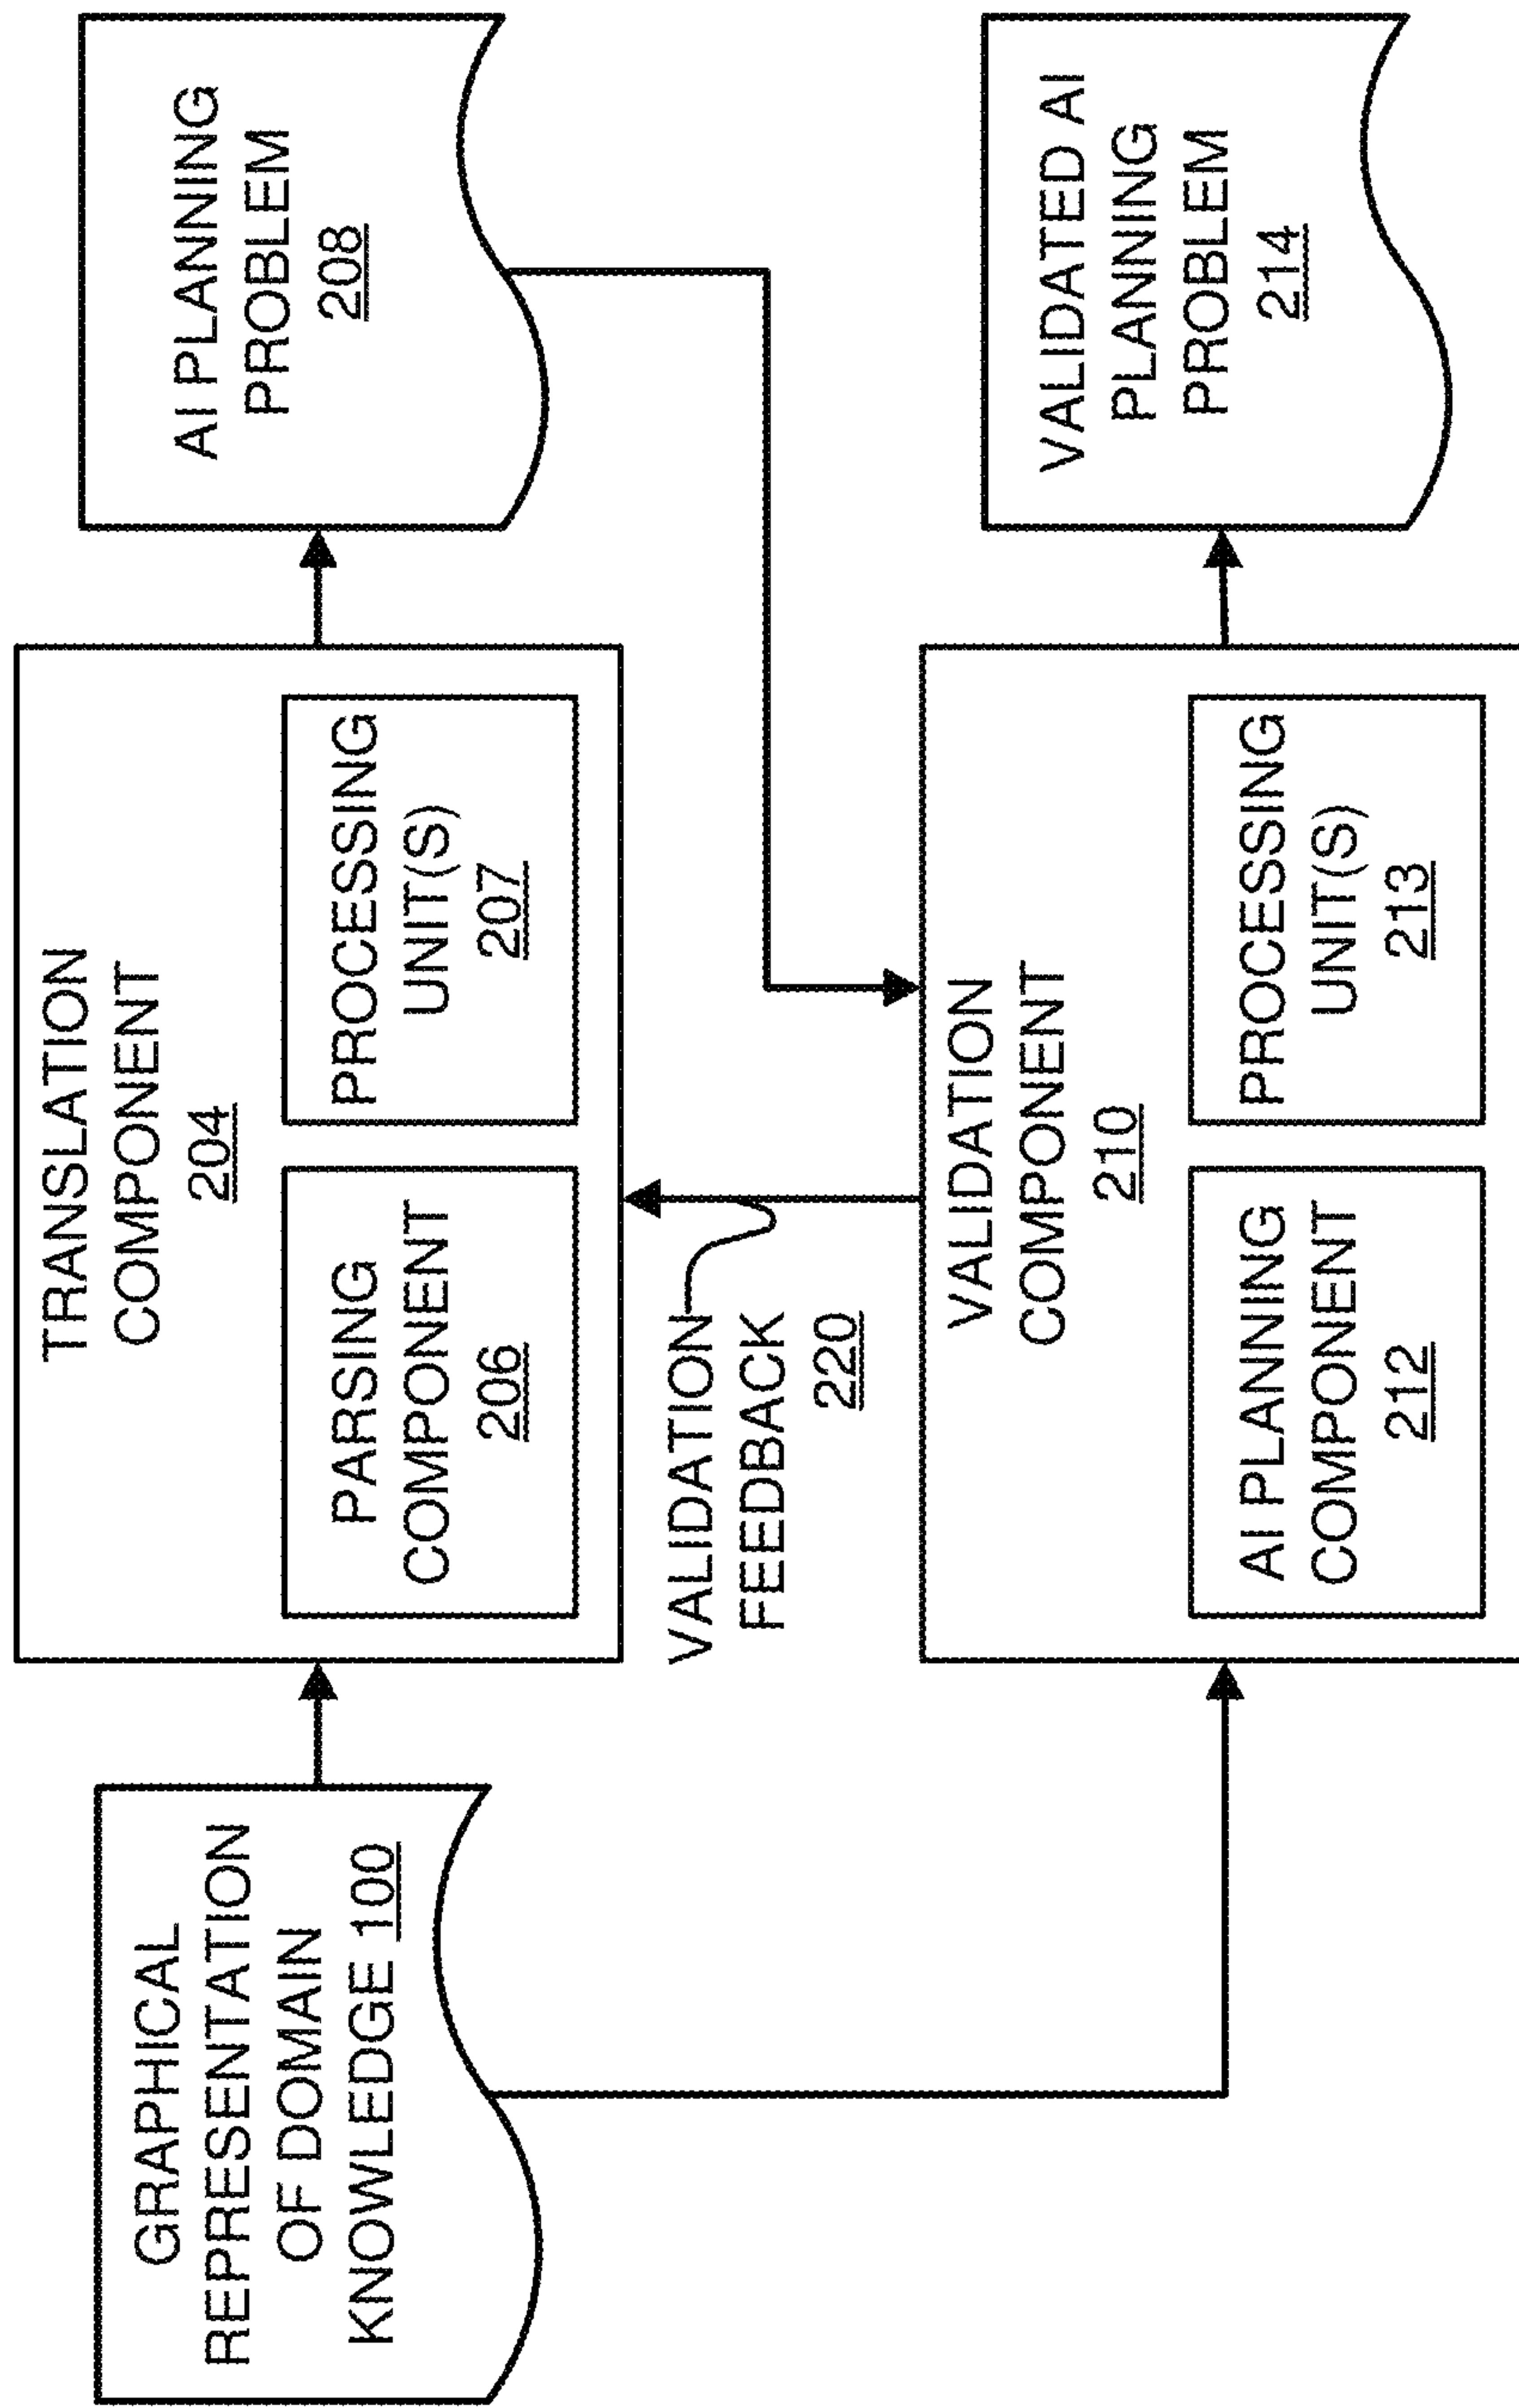 GRAPHICAL
REPRESENTATION
OF DOMAIN
KNOWLEDGE 100
TRANSLATION
COMPONENT
204
PARSING
COMPONENT
206
PROCESSING
UNIT(S)
207
AI PLANNING
PROBLEM
208
VALIDATION
FEEDBACK
220
VALIDATION
COMPONENT
210
AI PLANNING
COMPONENT
212
PROCESSING
UNIT(S)
213
VALIDATED AI
PLANNING
PROBLEM
214